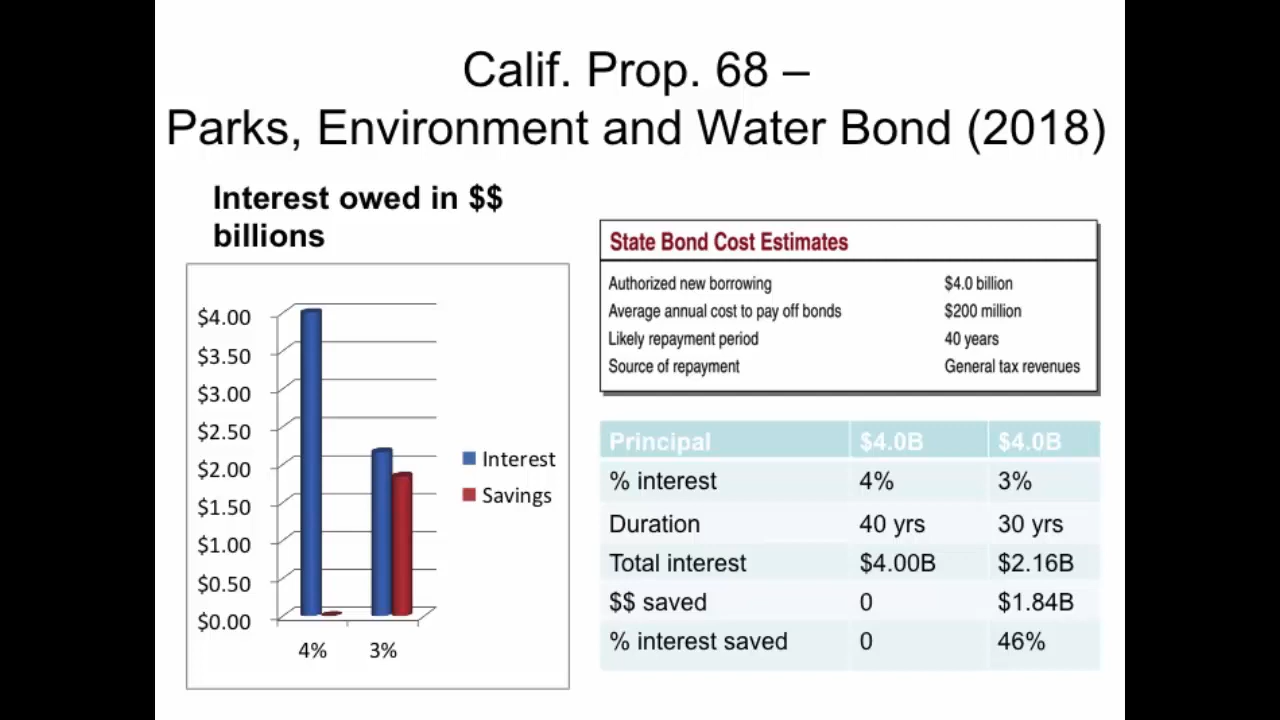 Calif. Prop. 68 –
Parks, Environment and Water Bond (2018)
Interest owed in $$
billions
$4.00
$3.50
$3.00
$2.50
$2.00
$1.50
$1.00
$0.50
$0.00
4% 3%
Interest
Savings
State Bond Cost Estimates
Authorized new borrowing $4.0 billion
Average annual cost to pay off bonds $200 million
Likely repayment period 40 years
Source of repayment General tax revenues
Principal $4.0B $4.0B
% interest 4% 3%
Duration 40 yrs 30 yrs
Total interest $4.00B $2.16B
$$ saved 0 $1.84B
% interest saved 0 46%